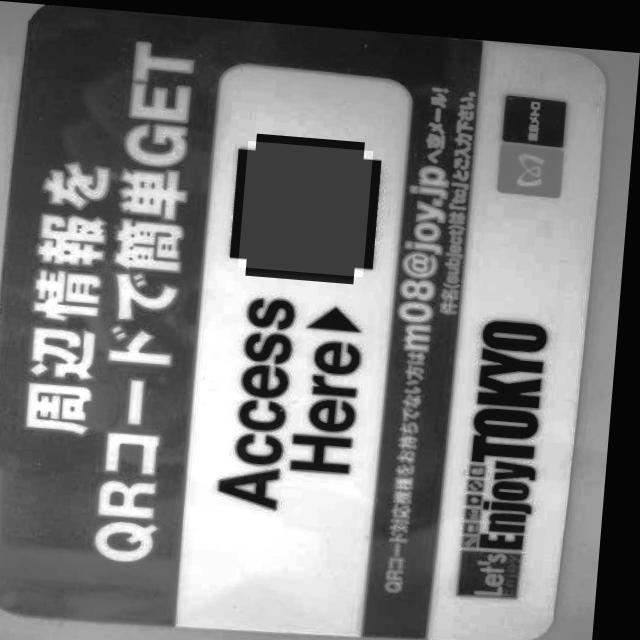 周辺情報を
QRコードで簡単GET
Access
Here▶
QRコード対応機種をお持ちでない方はm08@joy.jpへ空メール!
件名(subject)に「to」とご入力下さい。
Let's
Enjoy TOKYO
東京メトロ